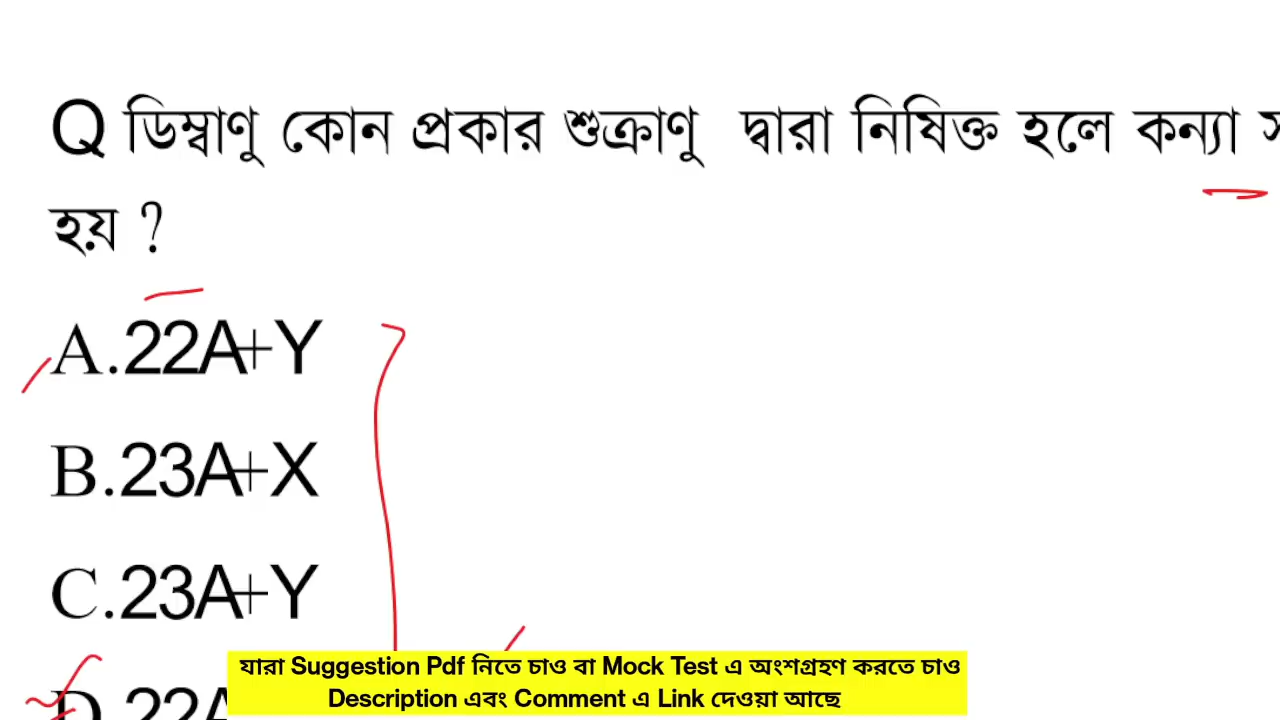 Q ডিম্বাণু কোন প্রকার শুক্রাণু দ্বারা নিষিক্ত হলে কন্যা
হয় ?
A.22A+Y
B.23A+X
C.23A+Y
D.22A
যারা Suggestion Pdf নিতে চাও বা Mock Test এ অংশগ্রহণ করতে চাও
Description এবং Comment এ Link দেওয়া আছে